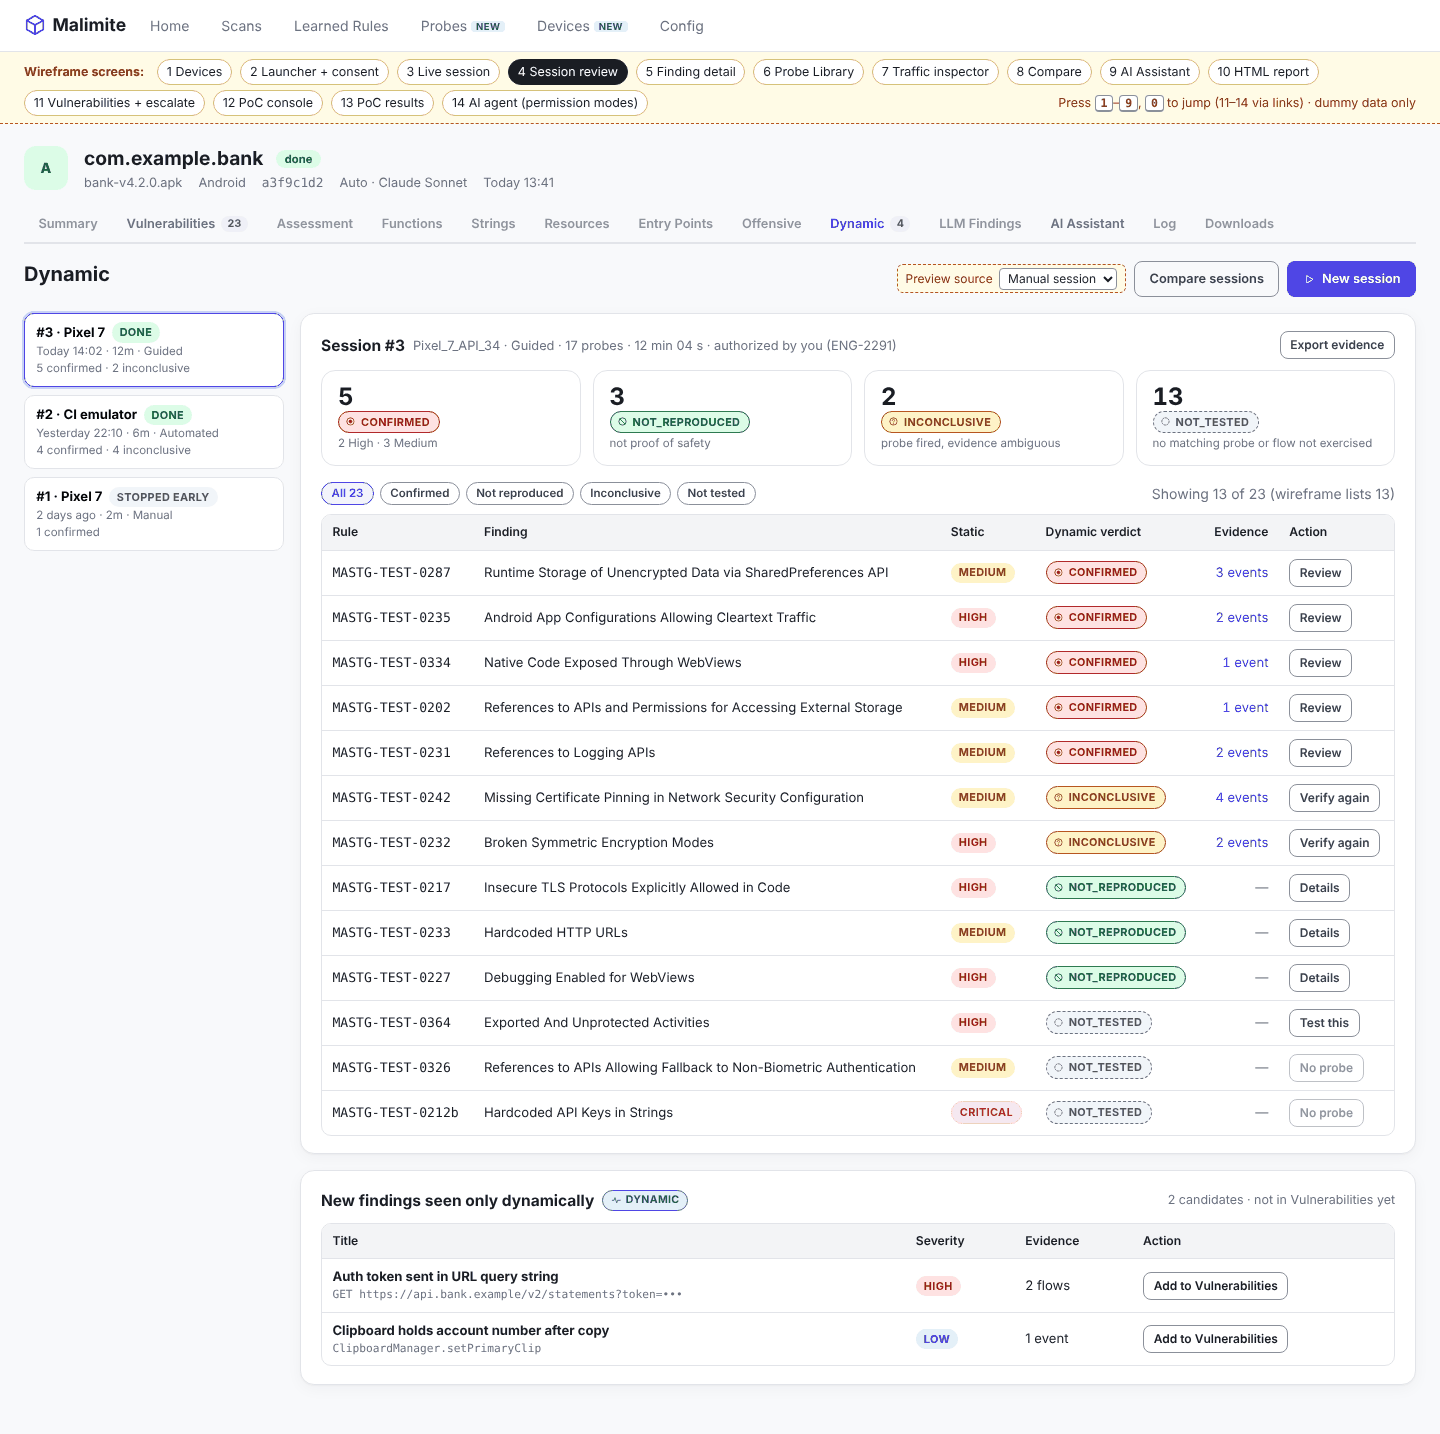 Malimite Home Scans Learned Rules Probes NEW Devices NEW Config
Wireframe screens: 1 Devices 2 Launcher + consent 3 Live session 4 Session review 5 Finding detail 6 Probe Library 7 Traffic inspector 8 Compare 9 AI Assistant 10 HTML report
11 Vulnerabilities + escalate 12 PoC console 13 PoC results 14 AI agent (permission modes) Press 1–9, 0 to jump (11–14 via links) · dummy data only
A
com.example.bank done
bank-v4.2.0.apk Android a3f9c1d2 Auto · Claude Sonnet Today 13:41
Summary Vulnerabilities 23 Assessment Functions Strings Resources Entry Points Offensive Dynamic 4 LLM Findings AI Assistant Log Downloads
Dynamic Preview source Manual session Compare sessions New session
#3 · Pixel 7 DONE
Today 14:02 · 12m · Guided
5 confirmed · 2 inconclusive
#2 · CI emulator DONE
Yesterday 22:10 · 6m · Automated
4 confirmed · 4 inconclusive
#1 · Pixel 7 STOPPED EARLY
2 days ago · 2m · Manual
1 confirmed
Session #3 Pixel_7_API_34 · Guided · 17 probes · 12 min 04 s · authorized by you (ENG-2291) Export evidence
5
CONFIRMED
2 High · 3 Medium
3
NOT_REPRODUCED
not proof of safety
2
INCONCLUSIVE
probe fired, evidence ambiguous
13
NOT_TESTED
no matching probe or flow not exercised
All 23 Confirmed Not reproduced Inconclusive Not tested Showing 13 of 23 (wireframe lists 13)
Rule Finding Static Dynamic verdict Evidence Action
MASTG-TEST-0287 Runtime Storage of Unencrypted Data via SharedPreferences API MEDIUM CONFIRMED 3 events Review
MASTG-TEST-0235 Android App Configurations Allowing Cleartext Traffic HIGH CONFIRMED 2 events Review
MASTG-TEST-0334 Native Code Exposed Through WebViews HIGH CONFIRMED 1 event Review
MASTG-TEST-0202 References to APIs and Permissions for Accessing External Storage MEDIUM CONFIRMED 1 event Review
MASTG-TEST-0231 References to Logging APIs MEDIUM CONFIRMED 2 events Review
MASTG-TEST-0242 Missing Certificate Pinning in Network Security Configuration MEDIUM INCONCLUSIVE 4 events Verify again
MASTG-TEST-0232 Broken Symmetric Encryption Modes HIGH INCONCLUSIVE 2 events Verify again
MASTG-TEST-0217 Insecure TLS Protocols Explicitly Allowed in Code HIGH NOT_REPRODUCED — Details
MASTG-TEST-0233 Hardcoded HTTP URLs MEDIUM NOT_REPRODUCED — Details
MASTG-TEST-0227 Debugging Enabled for WebViews HIGH NOT_REPRODUCED — Details
MASTG-TEST-0364 Exported And Unprotected Activities HIGH NOT_TESTED — Test this
MASTG-TEST-0326 References to APIs Allowing Fallback to Non-Biometric Authentication MEDIUM NOT_TESTED — No probe
MASTG-TEST-0212b Hardcoded API Keys in Strings CRITICAL NOT_TESTED — No probe
New findings seen only dynamically DYNAMIC 2 candidates · not in Vulnerabilities yet
Title Severity Evidence Action
Auth token sent in URL query string HIGH 2 flows Add to Vulnerabilities
GET https://api.bank.example/v2/statements?token=•••
Clipboard holds account number after copy LOW 1 event Add to Vulnerabilities
ClipboardManager.setPrimaryClip